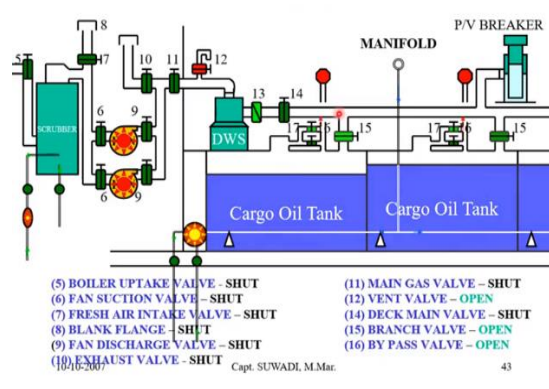 P/V BREAKER
MANIFOLD
8
5
7
10
11
12
13
14
SCRUBBER
6
9
6
9
DWS
17
15
17
15
15
Cargo Oil Tank
Cargo Oil Tank
(5) BOILER UPTAKE VALVE - SHUT
(6) FAN SUCTION VALVE – SHUT
(7) FRESH AIR INTAKE VALVE – SHUT
(8) BLANK FLANGE – SHUT
(9) FAN DISCHARGE VALVE – SHUT
(10) EXHAUST VALVE - SHUT
(11) MAIN GAS VALVE – SHUT
(12) VENT VALVE – OPEN
(14) DECK MAIN VALVE – SHUT
(15) BRANCH VALVE – OPEN
(16) BY PASS VALVE – OPEN
10-10-2007
Capt. SUWADI, M.Mar.
43